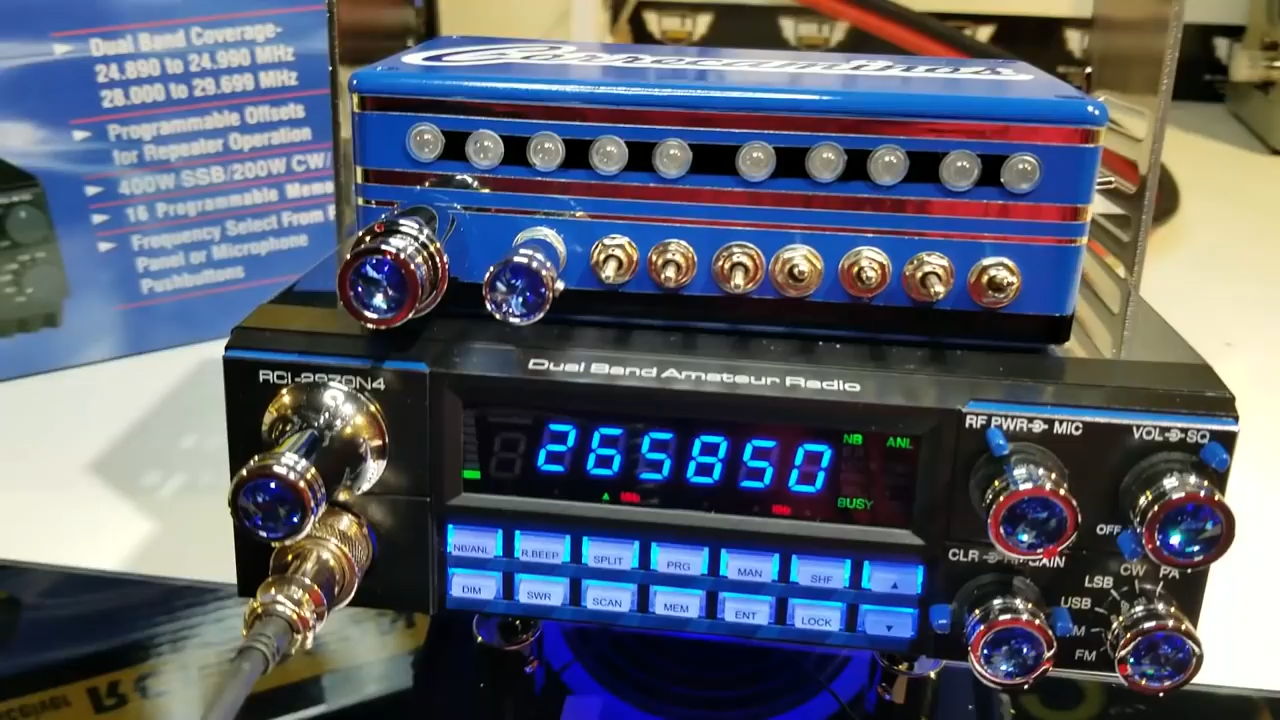 Dual Band Coverage-
24.890 to 24.990 MHz
28.000 to 29.699 MHz
Programmable Offsets
for Repeater Operation
400W SSB/200W CW/
16 Programmable
Frequency Select From
Panel or Microphone
Pushbuttons
Dual Band Amateur Radio
RF PWR MIC
VOL SQ
265850
NB ANL
BUSY
OFF
NB/ANL R.BEEP SPLIT PRG MAN SHF ▲
DIM SWR SCAN MEM ENT LOCK ▼
CLR
CW PA
LSB
USB
FM